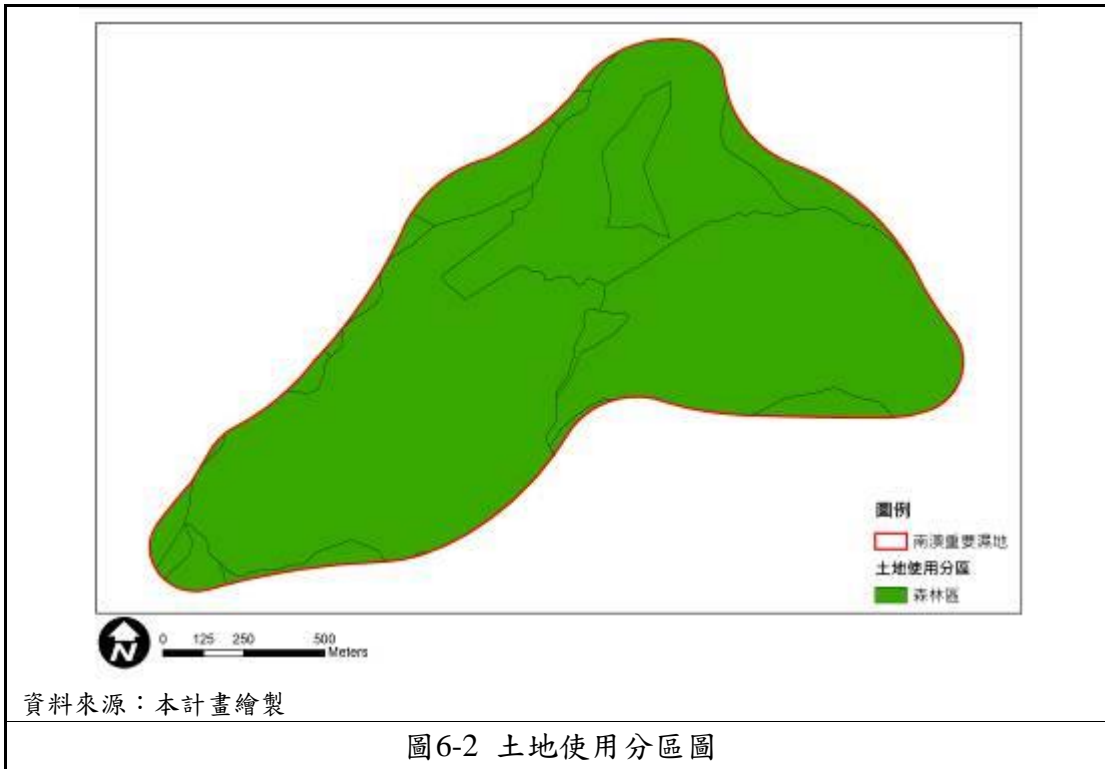 圖例
南澳重要濕地
土地使用分區
森林區
N
0 125 250 500
Meters
資料來源：本計畫繪製
圖6-2 土地使用分區圖